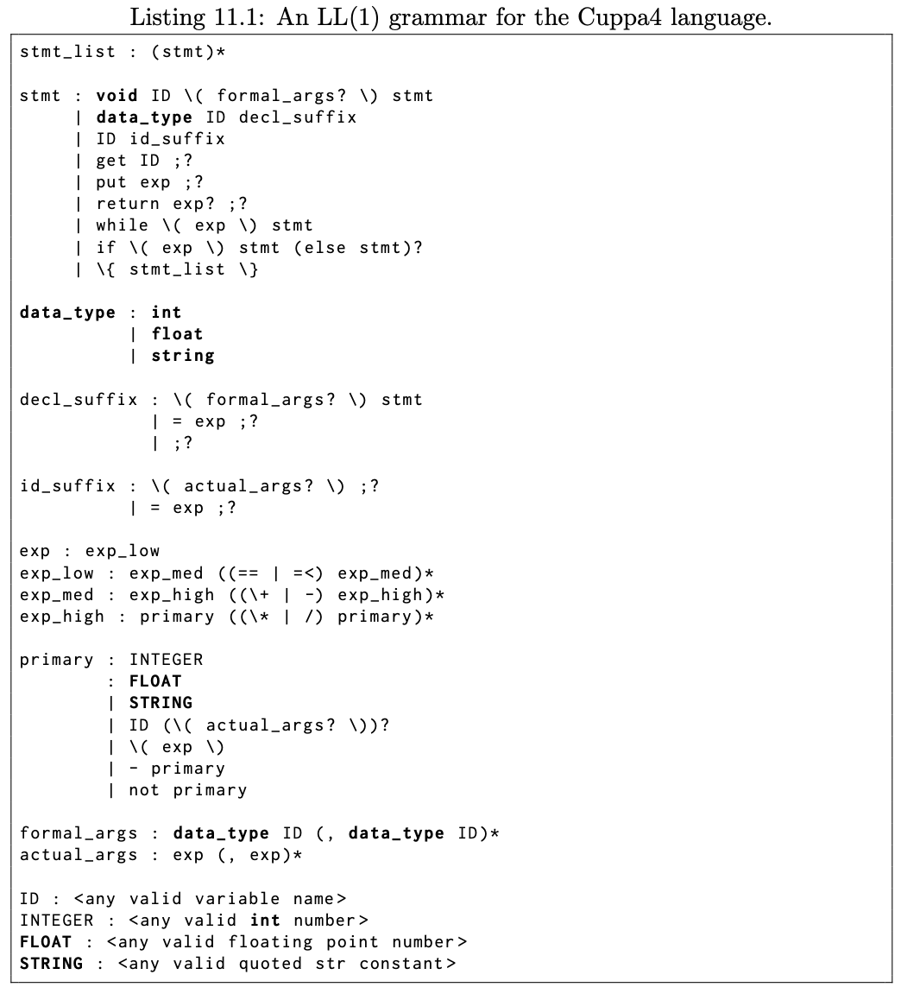 Listing 11.1: An LL(1) grammar for the Cuppa4 language.
stmt_list : (stmt)*
stmt : void ID \( formal_args? \) stmt
| data_type ID decl_suffix
| ID id_suffix
| get ID ;?
| put exp ;?
| return exp? ;?
| while \( exp \) stmt
| if \( exp \) stmt (else stmt)?
| \{ stmt_list \}
data_type : int
| float
| string
decl_suffix : \( formal_args? \) stmt
| = exp ;?
| ;?
id_suffix : \( actual_args? \) ;?
| = exp ;?
exp : exp_low
exp_low : exp_med ((== | =<) exp_med)*
exp_med : exp_high ((\+ | -) exp_high)*
exp_high : primary ((\* | /) primary)*
primary : INTEGER
: FLOAT
| STRING
| ID (\( actual_args? \))?
| \( exp \)
| - primary
| not primary
formal_args : data_type ID (, data_type ID)*
actual_args : exp (, exp)*
ID : <any valid variable name>
INTEGER : <any valid int number>
FLOAT : <any valid floating point number>
STRING : <any valid quoted str constant>